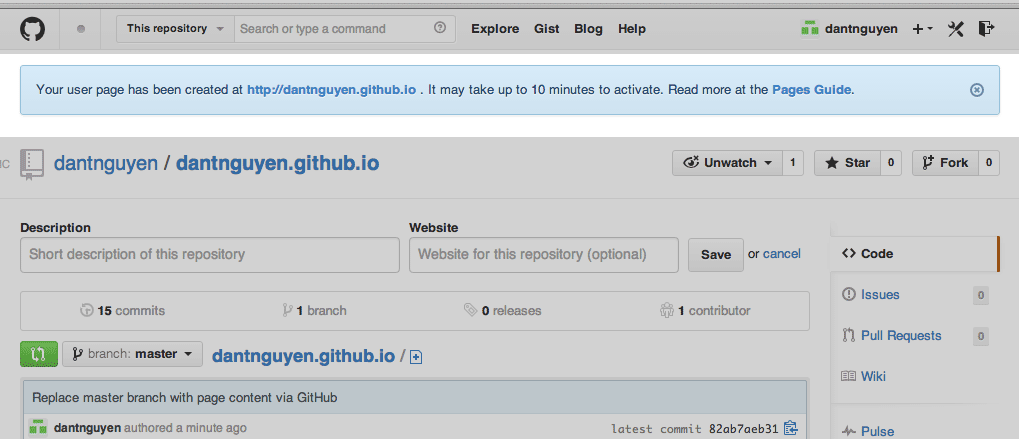 This repository Search or type a command Explore Gist Blog Help dantnguyen
Your user page has been created at http://dantnguyen.github.io . It may take up to 10 minutes to activate. Read more at the Pages Guide.
IC dantnguyen / dantnguyen.github.io Unwatch 1 Star 0 Fork 0
Description Website
Short description of this repository Website for this repository (optional) Save or cancel
Code
15 commits 1 branch 0 releases 1 contributor
Issues 0
Pull Requests 0
branch: master dantnguyen.github.io /
Wiki
Replace master branch with page content via GitHub
dantnguyen authored a minute ago latest commit 82ab7aeb31
Pulse